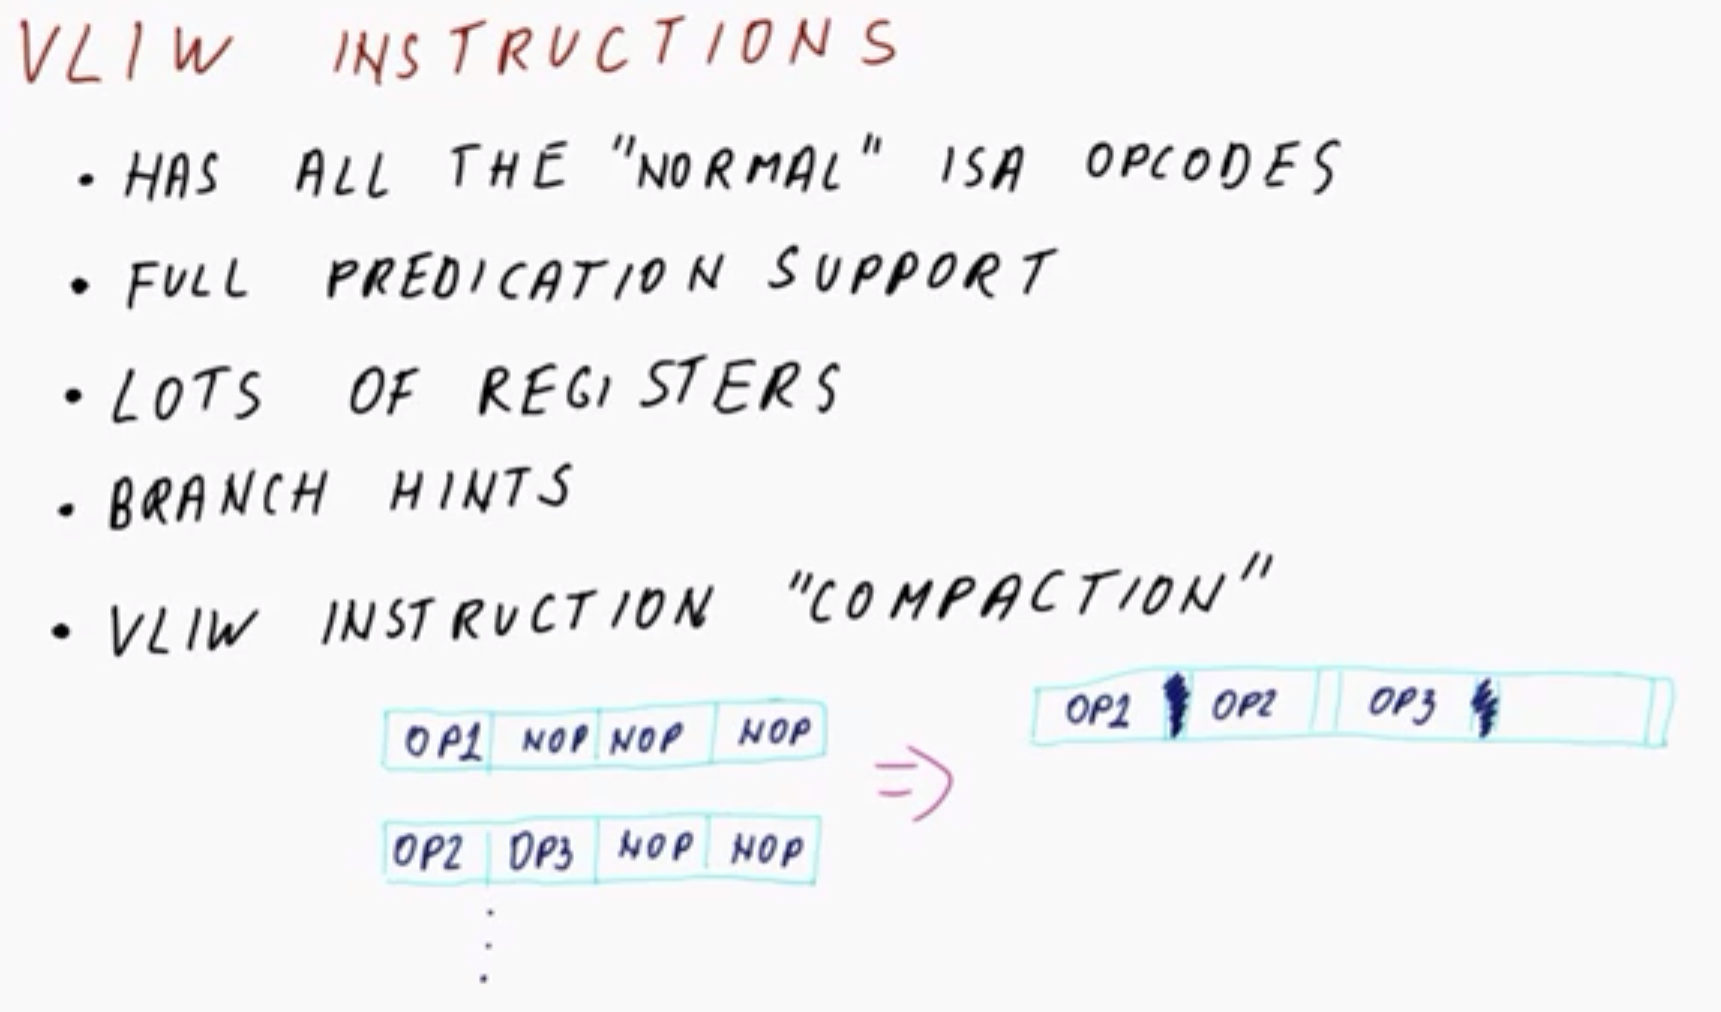 VLIW INSTRUCTIONS
• HAS ALL THE "NORMAL" ISA OPCODES
• FULL PREDICATION SUPPORT
• LOTS OF REGISTERS
• BRANCH HINTS
• VLIW INSTRUCTION "COMPACTION"
OP1 NOP NOP NOP
OP2 OP3 NOP NOP
=>
OP1 OP2 OP3